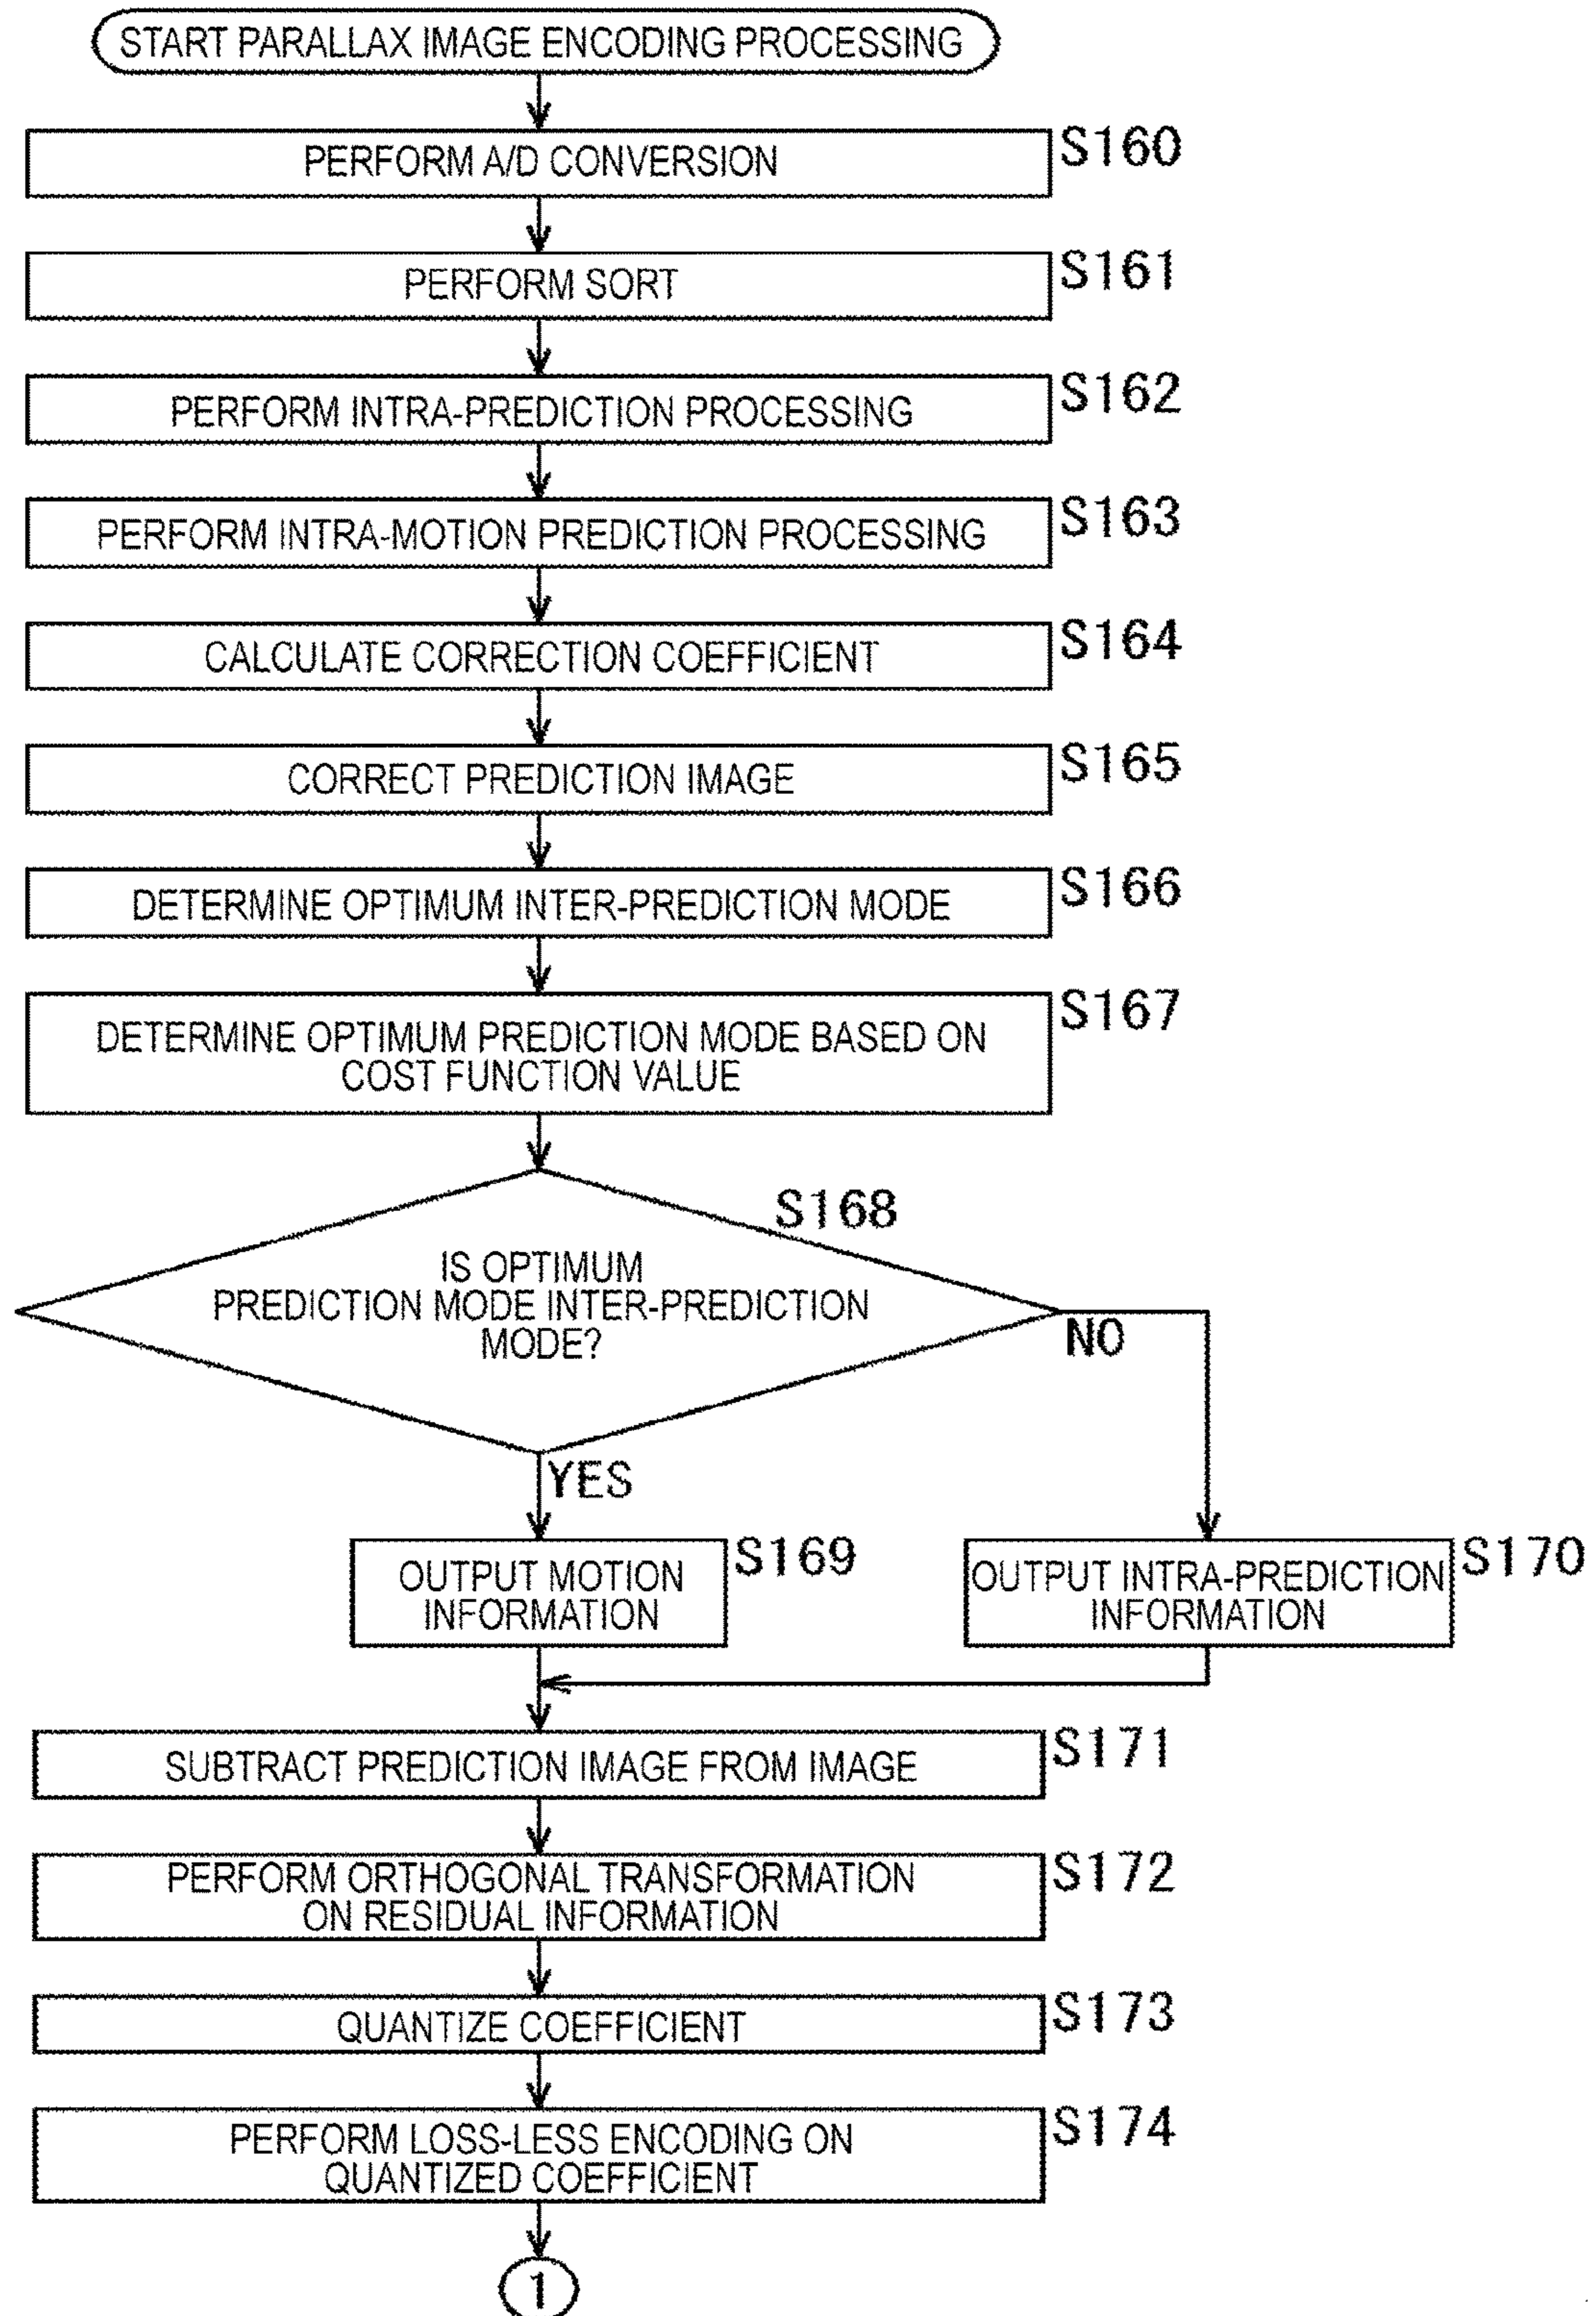 START PARALLAX IMAGE ENCODING PROCESSING
PERFORM A/D CONVERSION
S160
PERFORM SORT
S161
PERFORM INTRA-PREDICTION PROCESSING
S162
PERFORM INTRA-MOTION PREDICTION PROCESSING
S163
CALCULATE CORRECTION COEFFICIENT
S164
CORRECT PREDICTION IMAGE
S165
DETERMINE OPTIMUM INTER-PREDICTION MODE
S166
DETERMINE OPTIMUM PREDICTION MODE BASED ON
COST FUNCTION VALUE
S167
S168
IS OPTIMUM
PREDICTION MODE INTER-PREDICTION
MODE?
NO
YES
OUTPUT MOTION
INFORMATION
S169
OUTPUT INTRA-PREDICTION
INFORMATION
S170
SUBTRACT PREDICTION IMAGE FROM IMAGE
S171
PERFORM ORTHOGONAL TRANSFORMATION
ON RESIDUAL INFORMATION
S172
QUANTIZE COEFFICIENT
S173
PERFORM LOSS-LESS ENCODING ON
QUANTIZED COEFFICIENT
S174
1